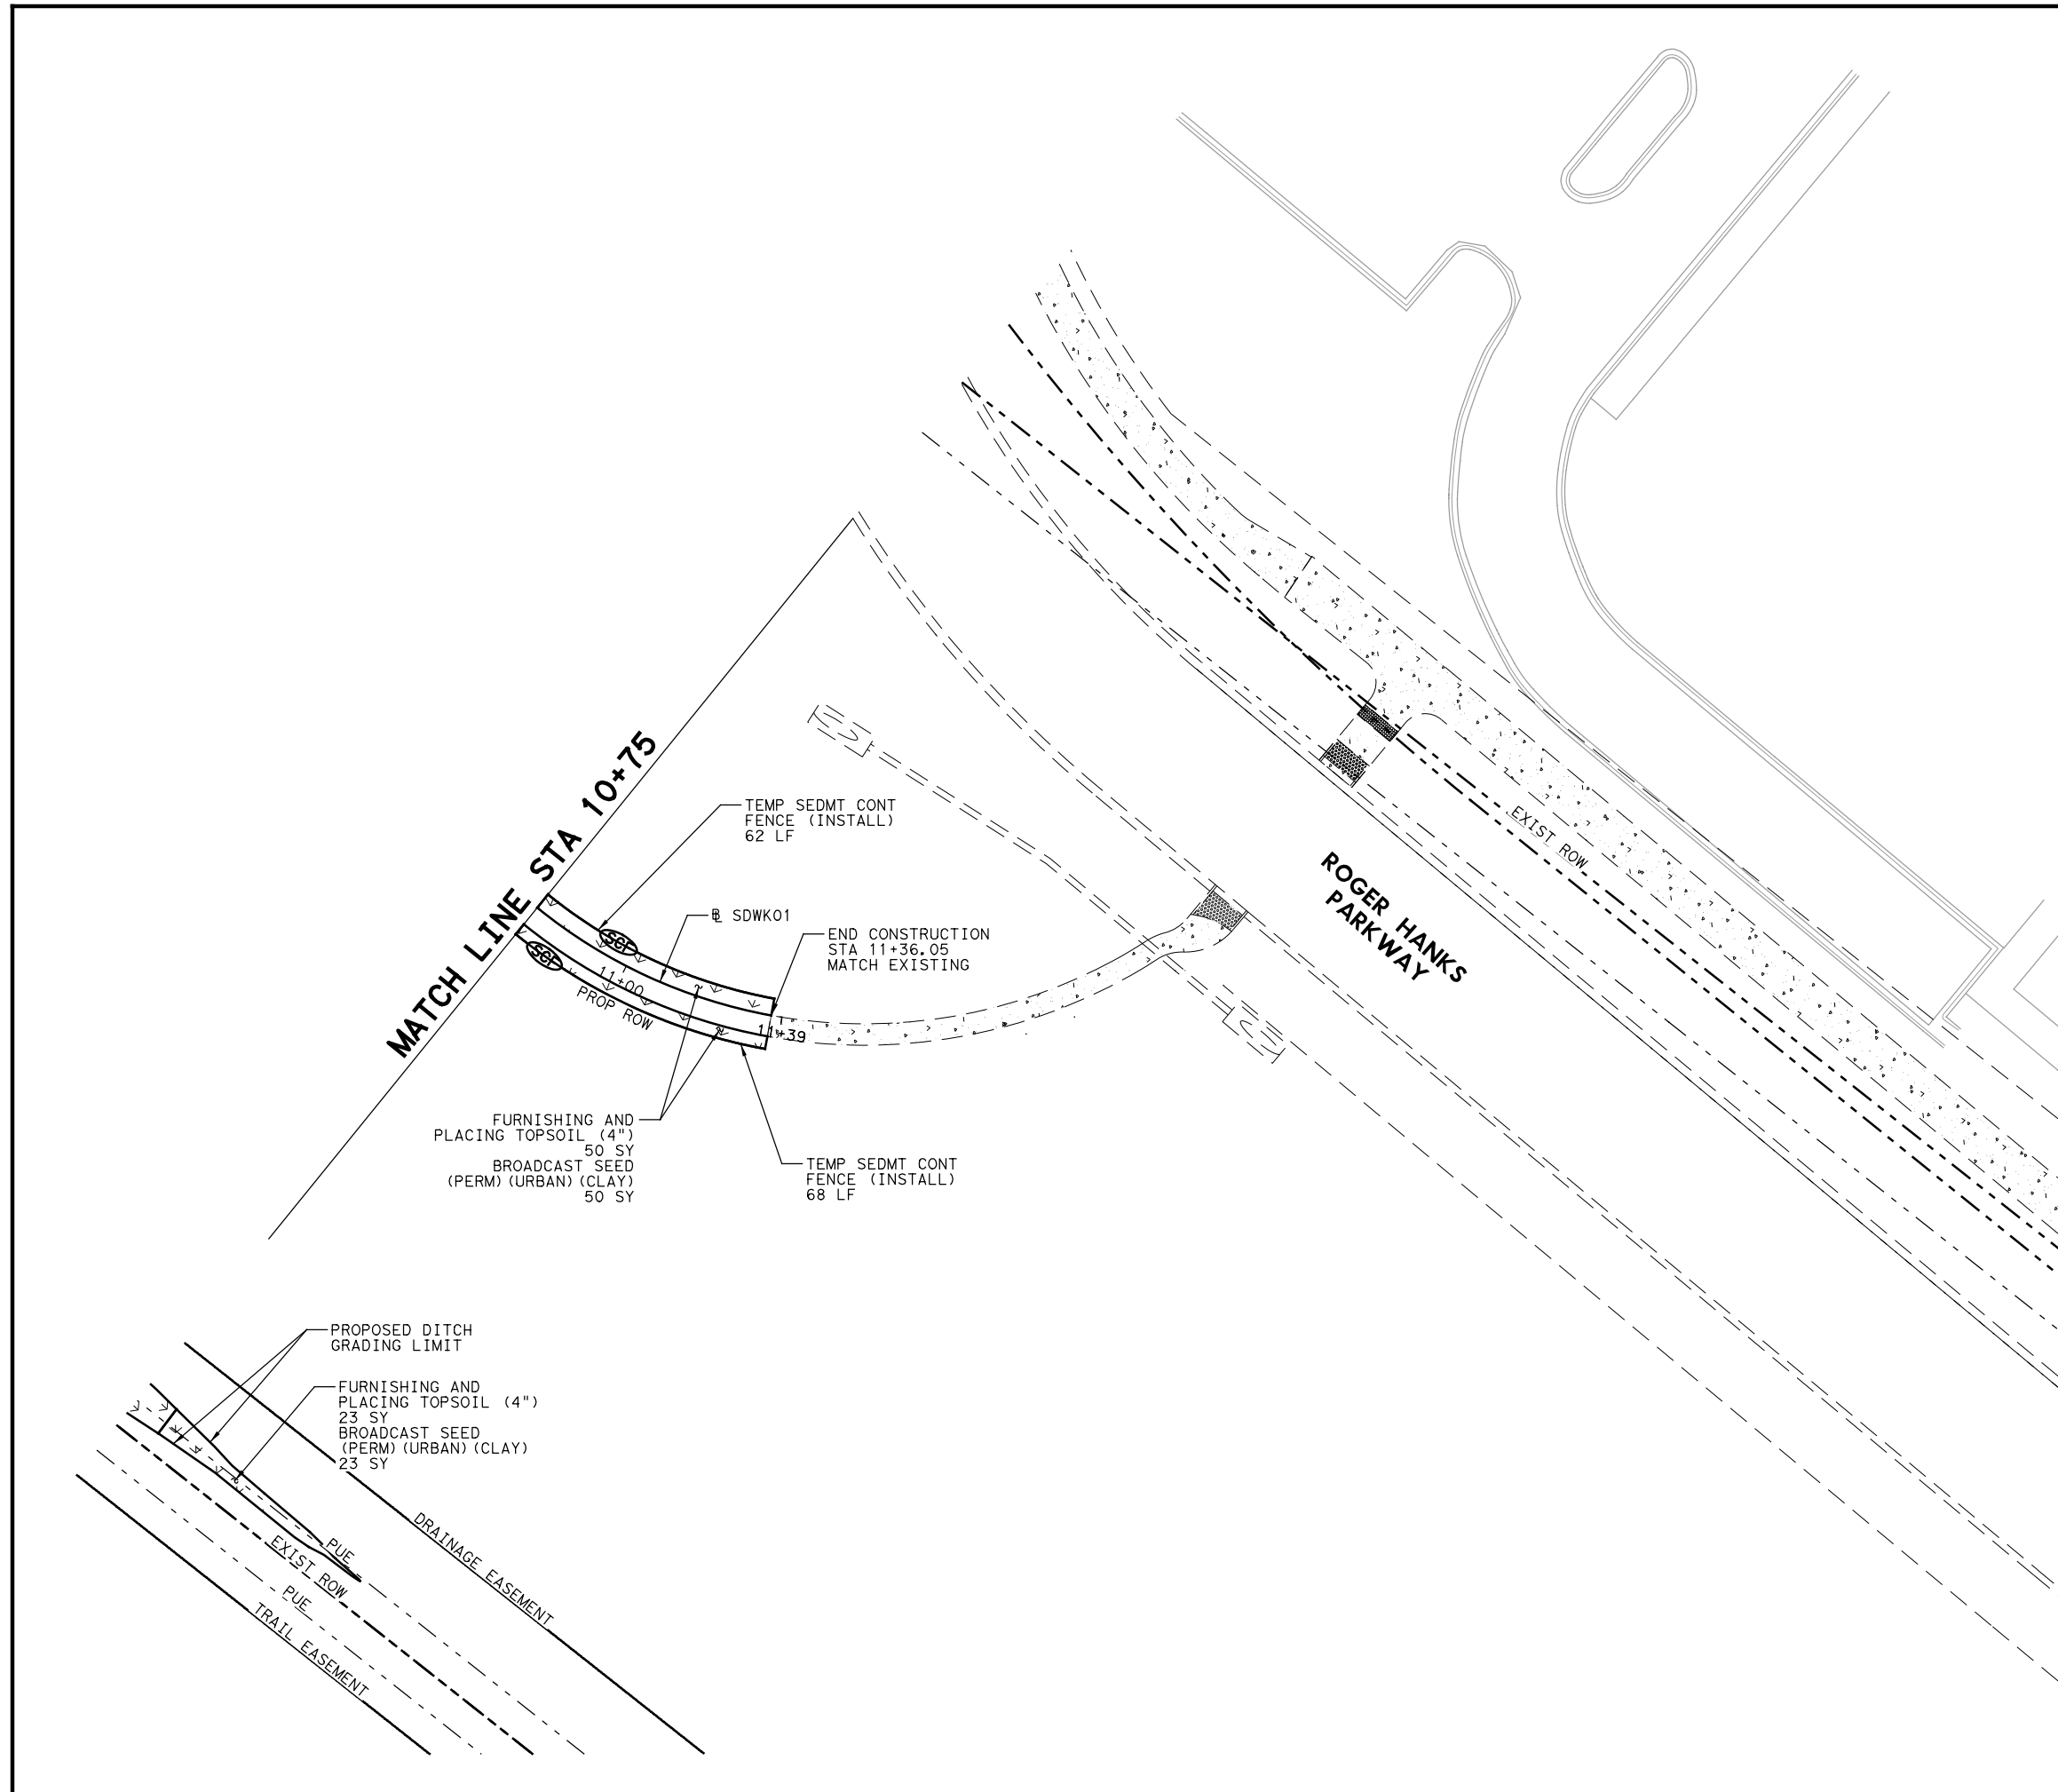 EXIST ROW
ROGER HANKS
PARKWAY
MATCH LINE STA 10+75
TEMP SEDMT CONT
FENCE (INSTALL)
62 LF
℄ SDWK01
END CONSTRUCTION
STA 11+36.05
MATCH EXISTING
SCF
SCF
11+00
PROP ROW
11+39
FURNISHING AND
PLACING TOPSOIL (4")
50 SY
BROADCAST SEED
(PERM)(URBAN)(CLAY)
50 SY
TEMP SEDMT CONT
FENCE (INSTALL)
68 LF
PROPOSED DITCH
GRADING LIMIT
FURNISHING AND
PLACING TOPSOIL (4")
23 SY
BROADCAST SEED
(PERM)(URBAN)(CLAY)
23 SY
DRAINAGE EASEMENT
PUE
EXIST ROW
PUE
TRAIL EASEMENT